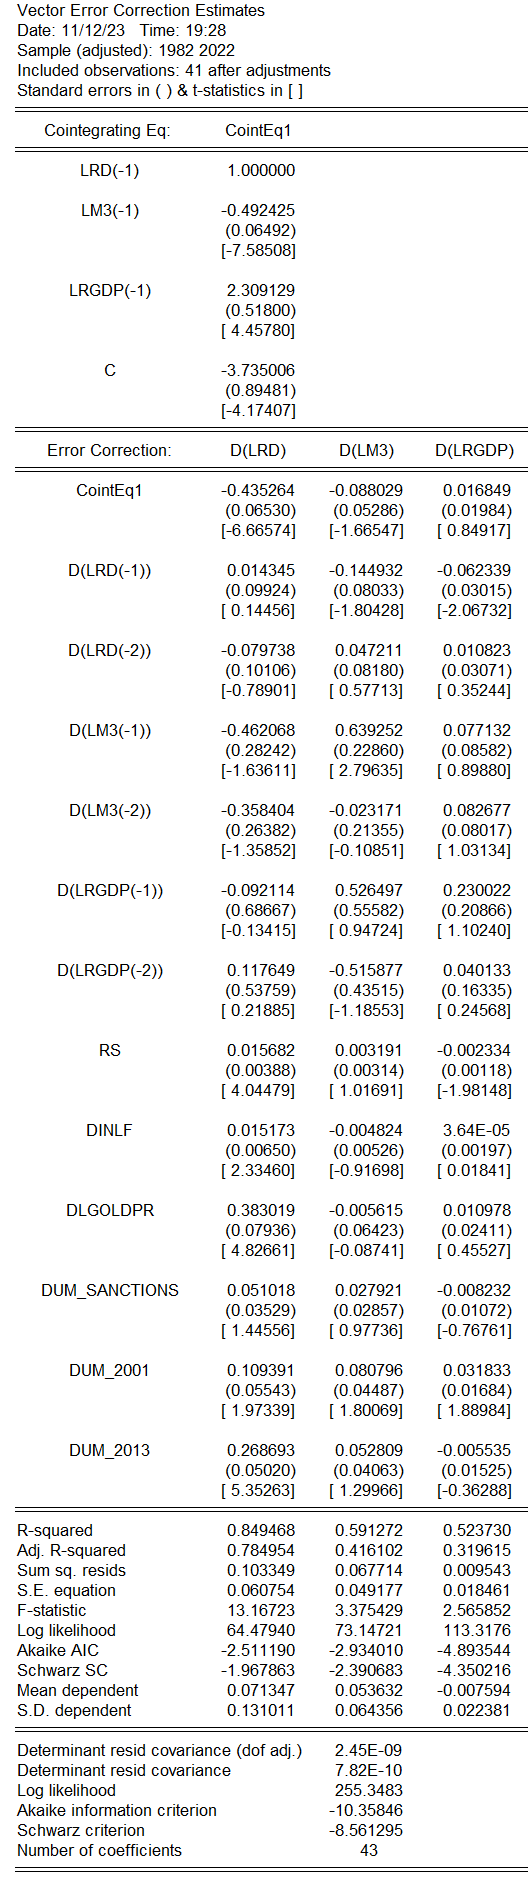 Vector Error Correction Estimates
Date: 11/12/23 Time: 19:28
Sample (adjusted): 1982 2022
Included observations: 41 after adjustments
Standard errors in ( ) & t-statistics in [ ]
Cointegrating Eq: CointEq1
LRD(-1) 1.000000
LM3(-1) -0.492425
(0.06492)
[-7.58508]
LRGDP(-1) 2.309129
(0.51800)
[ 4.45780]
C -3.735006
(0.89481)
[-4.17407]
Error Correction: D(LRD) D(LM3) D(LRGDP)
CointEq1 -0.435264 -0.088029 0.016849
(0.06530) (0.05286) (0.01984)
[-6.66574] [-1.66547] [ 0.84917]
D(LRD(-1)) 0.014345 -0.144932 -0.062339
(0.09924) (0.08033) (0.03015)
[ 0.14456] [-1.80428] [-2.06732]
D(LRD(-2)) -0.079738 0.047211 0.010823
(0.10106) (0.08180) (0.03071)
[-0.78901] [ 0.57713] [ 0.35244]
D(LM3(-1)) -0.462068 0.639252 0.077132
(0.28242) (0.22860) (0.08582)
[-1.63611] [ 2.79635] [ 0.89880]
D(LM3(-2)) -0.358404 -0.023171 0.082677
(0.26382) (0.21355) (0.08017)
[-1.35852] [-0.10851] [ 1.03134]
D(LRGDP(-1)) -0.092114 0.526497 0.230022
(0.68667) (0.55582) (0.20866)
[-0.13415] [ 0.94724] [ 1.10240]
D(LRGDP(-2)) 0.117649 -0.515877 0.040133
(0.53759) (0.43515) (0.16335)
[ 0.21885] [-1.18553] [ 0.24568]
RS 0.015682 0.003191 -0.002334
(0.00388) (0.00314) (0.00118)
[ 4.04479] [ 1.01691] [-1.98148]
DINLF 0.015173 -0.004824 3.64E-05
(0.00650) (0.00526) (0.00197)
[ 2.33460] [-0.91698] [ 0.01841]
DLGOLDPR 0.383019 -0.005615 0.010978
(0.07936) (0.06423) (0.02411)
[ 4.82661] [-0.08741] [ 0.45527]
DUM_SANCTIONS 0.051018 0.027921 -0.008232
(0.03529) (0.02857) (0.01072)
[ 1.44556] [ 0.97736] [-0.76761]
DUM_2001 0.109391 0.080796 0.031833
(0.05543) (0.04487) (0.01684)
[ 1.97339] [ 1.80069] [ 1.88984]
DUM_2013 0.268693 0.052809 -0.005535
(0.05020) (0.04063) (0.01525)
[ 5.35263] [ 1.29966] [-0.36288]
R-squared 0.849468 0.591272 0.523730
Adj. R-squared 0.784954 0.416102 0.319615
Sum sq. resids 0.103349 0.067714 0.009543
S.E. equation 0.060754 0.049177 0.018461
F-statistic 13.16723 3.375429 2.565852
Log likelihood 64.47940 73.14721 113.3176
Akaike AIC -2.511190 -2.934010 -4.893544
Schwarz SC -1.967863 -2.390683 -4.350216
Mean dependent 0.071347 0.053632 -0.007594
S.D. dependent 0.131011 0.064356 0.022381
Determinant resid covariance (dof adj.) 2.45E-09
Determinant resid covariance 7.82E-10
Log likelihood 255.3483
Akaike information criterion -10.35846
Schwarz criterion -8.561295
Number of coefficients 43